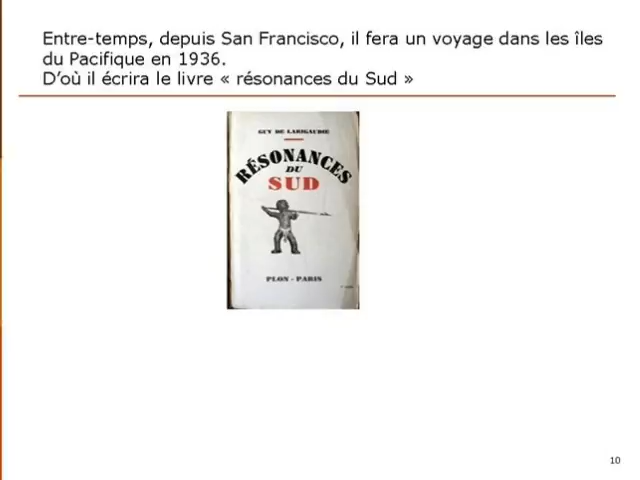 Entre-temps, depuis San Francisco, il fera un voyage dans les îles
du Pacifique en 1936.
D’où il écrira le livre « résonances du Sud »
GUY DE LARIGAUDIE
RÉSONANCES
DU
SUD
PLON - PARIS
10